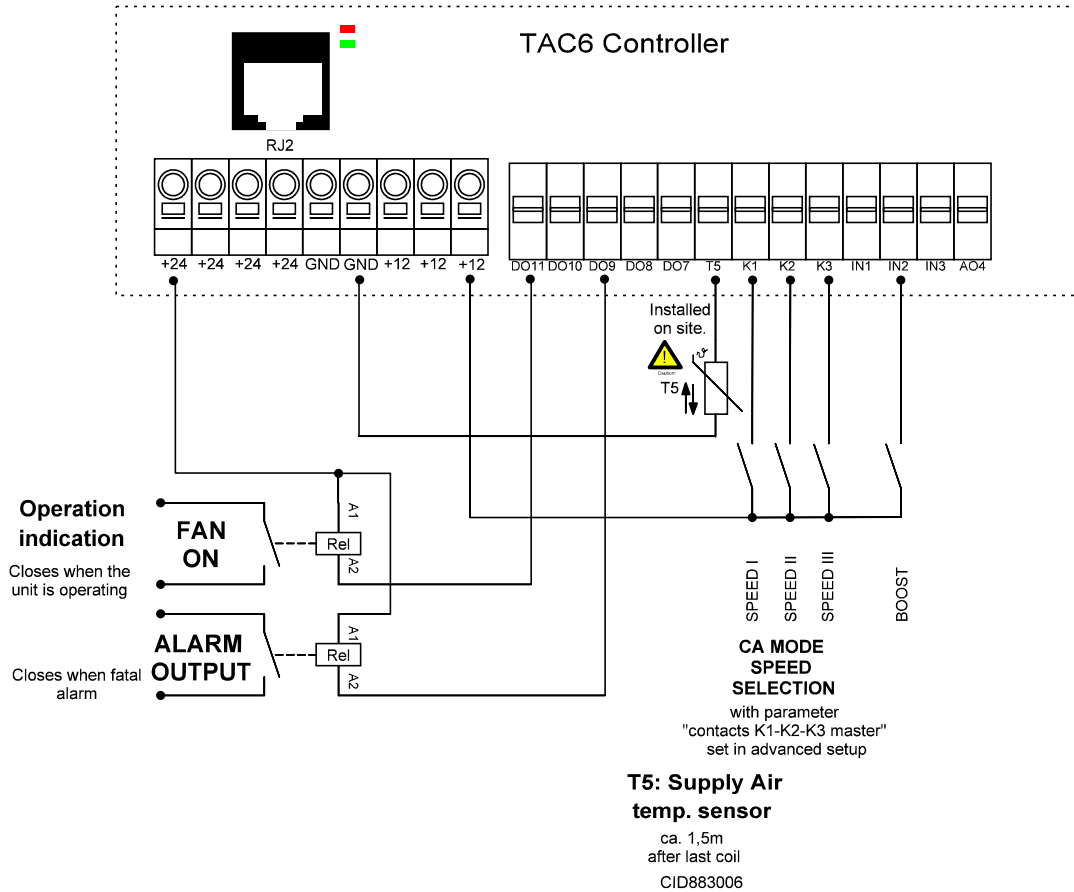 TAC6 Controller
RJ2
+24 +24 +24 +24 GND GND +12 +12 +12
DO11 DO10 DO9 DO8 DO7 T5 K1 K2 K3 IN1 IN2 IN3 AO4
Installed
on site.
Caution!
T5
Operation
indication
Closes when the
unit is operating
FAN
ON
A1
Rel
A2
ALARM
OUTPUT
Closes when fatal
alarm
A1
Rel
A2
SPEED I
SPEED II
SPEED III
BOOST
CA MODE
SPEED
SELECTION
with parameter
"contacts K1-K2-K3 master"
set in advanced setup
T5: Supply Air
temp. sensor
ca. 1,5m
after last coil
CID883006